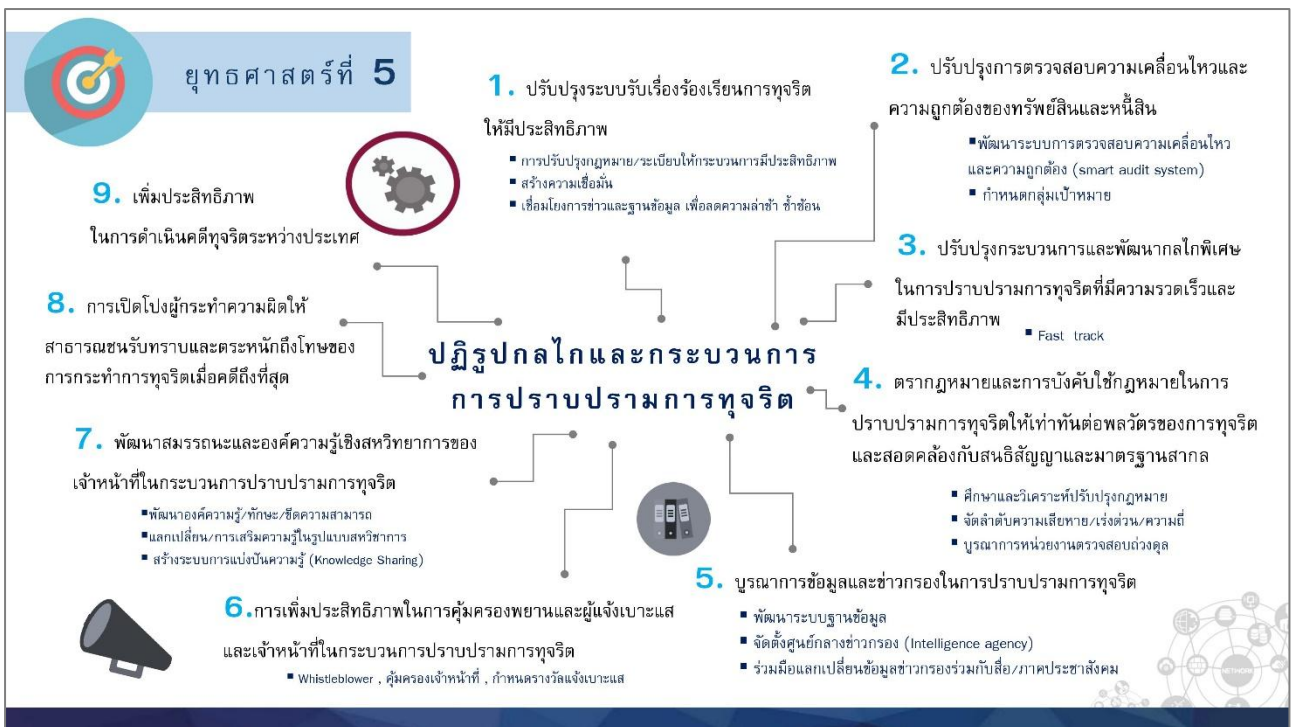 ยุทธศาสตร์ที่ 5
1. ปรับปรุงระบบรับเรื่องร้องเรียนการทุจริต
ให้มีประสิทธิภาพ
▪ การปรับปรุงกฎหมาย/ระเบียบให้กระบวนการมีประสิทธิภาพ
▪ สร้างความเชื่อมั่น
▪ เชื่อมโยงการข่าวและฐานข้อมูล เพื่อลดความล่าช้า ซ้ำซ้อน
2. ปรับปรุงการตรวจสอบความเคลื่อนไหวและ
ความถูกต้องของทรัพย์สินและหนี้สิน
▪พัฒนาระบบการตรวจสอบความเคลื่อนไหว
และความถูกต้อง (smart audit system)
▪ กำหนดกลุ่มเป้าหมาย
3. ปรับปรุงกระบวนการและพัฒนากลไกพิเศษ
ในการปราบปรามการทุจริตที่มีความรวดเร็วและ
มีประสิทธิภาพ
▪ Fast track
ปฏิรูปกลไกและกระบวนการ
การปราบปรามการทุจริต
4. ตรากฎหมายและการบังคับใช้กฎหมายในการ
ปราบปรามการทุจริตให้เท่าทันต่อพลวัตรของการทุจริต
และสอดคล้องกับสนธิสัญญาและมาตรฐานสากล
▪ ศึกษาและวิเคราะห์ปรับปรุงกฎหมาย
▪ จัดลำดับความเสียหาย/เร่งด่วน/ความถี่
▪ บูรณาการหน่วยงานตรวจสอบถ่วงดุล
5. บูรณาการข้อมูลและข่าวกรองในการปราบปรามการทุจริต
▪ พัฒนาระบบฐานข้อมูล
▪ จัดตั้งศูนย์กลางข่าวกรอง (Intelligence agency)
▪ ร่วมมือแลกเปลี่ยนข้อมูลข่าวกรองร่วมกับสื่อ/ภาคประชาสังคม
6.การเพิ่มประสิทธิภาพในการคุ้มครองพยานและผู้แจ้งเบาะแส
และเจ้าหน้าที่ในกระบวนการปราบปรามการทุจริต
▪ Whistleblower , คุ้มครองเจ้าหน้าที่ , กำหนดรางวัลแจ้งเบาะแส
7. พัฒนาสมรรถนะและองค์ความรู้เชิงสหวิทยาการของ
เจ้าหน้าที่ในกระบวนการปราบปรามการทุจริต
▪พัฒนาองค์ความรู้/ทักษะ/ขีดความสามารถ
▪แลกเปลี่ยน/การเสริมความรู้ในรูปแบบสหวิชาการ
▪ สร้างระบบการแบ่งปันความรู้ (Knowledge Sharing)
8. การเปิดโปงผู้กระทำความผิดให้
สาธารณชนรับทราบและตระหนักถึงโทษของ
การกระทำการทุจริตเมื่อคดีถึงที่สุด
9. เพิ่มประสิทธิภาพ
ในการดำเนินคดีทุจริตระหว่างประเทศ
NETWORK